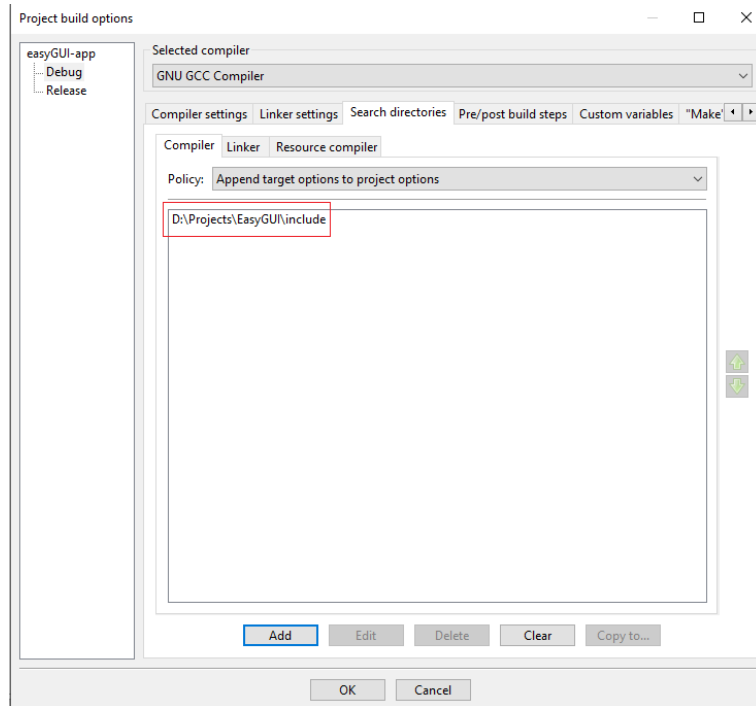 Project build options
easyGUI-app
Debug
Release
Selected compiler
GNU GCC Compiler
Compiler settings Linker settings Search directories Pre/post build steps Custom variables "Make"
Compiler Linker Resource compiler
Policy: Append target options to project options
D:\Projects\EasyGUI\include
Add Edit Delete Clear Copy to...
OK Cancel